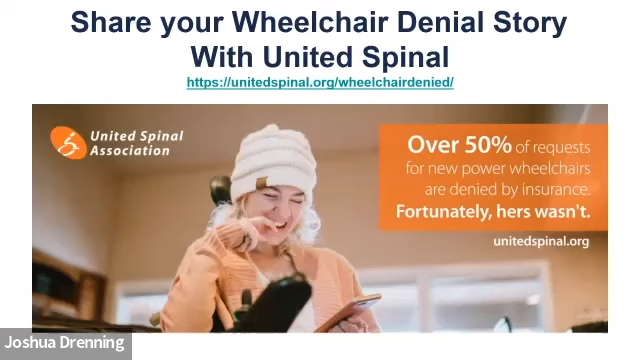 Share your Wheelchair Denial Story
With United Spinal
https://unitedspinal.org/wheelchairdenied/
United Spinal
Association
Over 50% of requests
for new power wheelchairs
are denied by insurance.
Fortunately, hers wasn't.
unitedspinal.org
Joshua Drenning